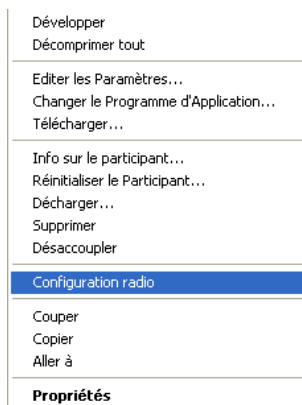 Développer
Décomprimer tout
Editer les Paramètres...
Changer le Programme d'Application...
Télécharger...
Info sur le participant...
Réinitialiser le Participant...
Décharger...
Supprimer
Désaccoupler
Configuration radio
Couper
Copier
Aller à
Propriétés